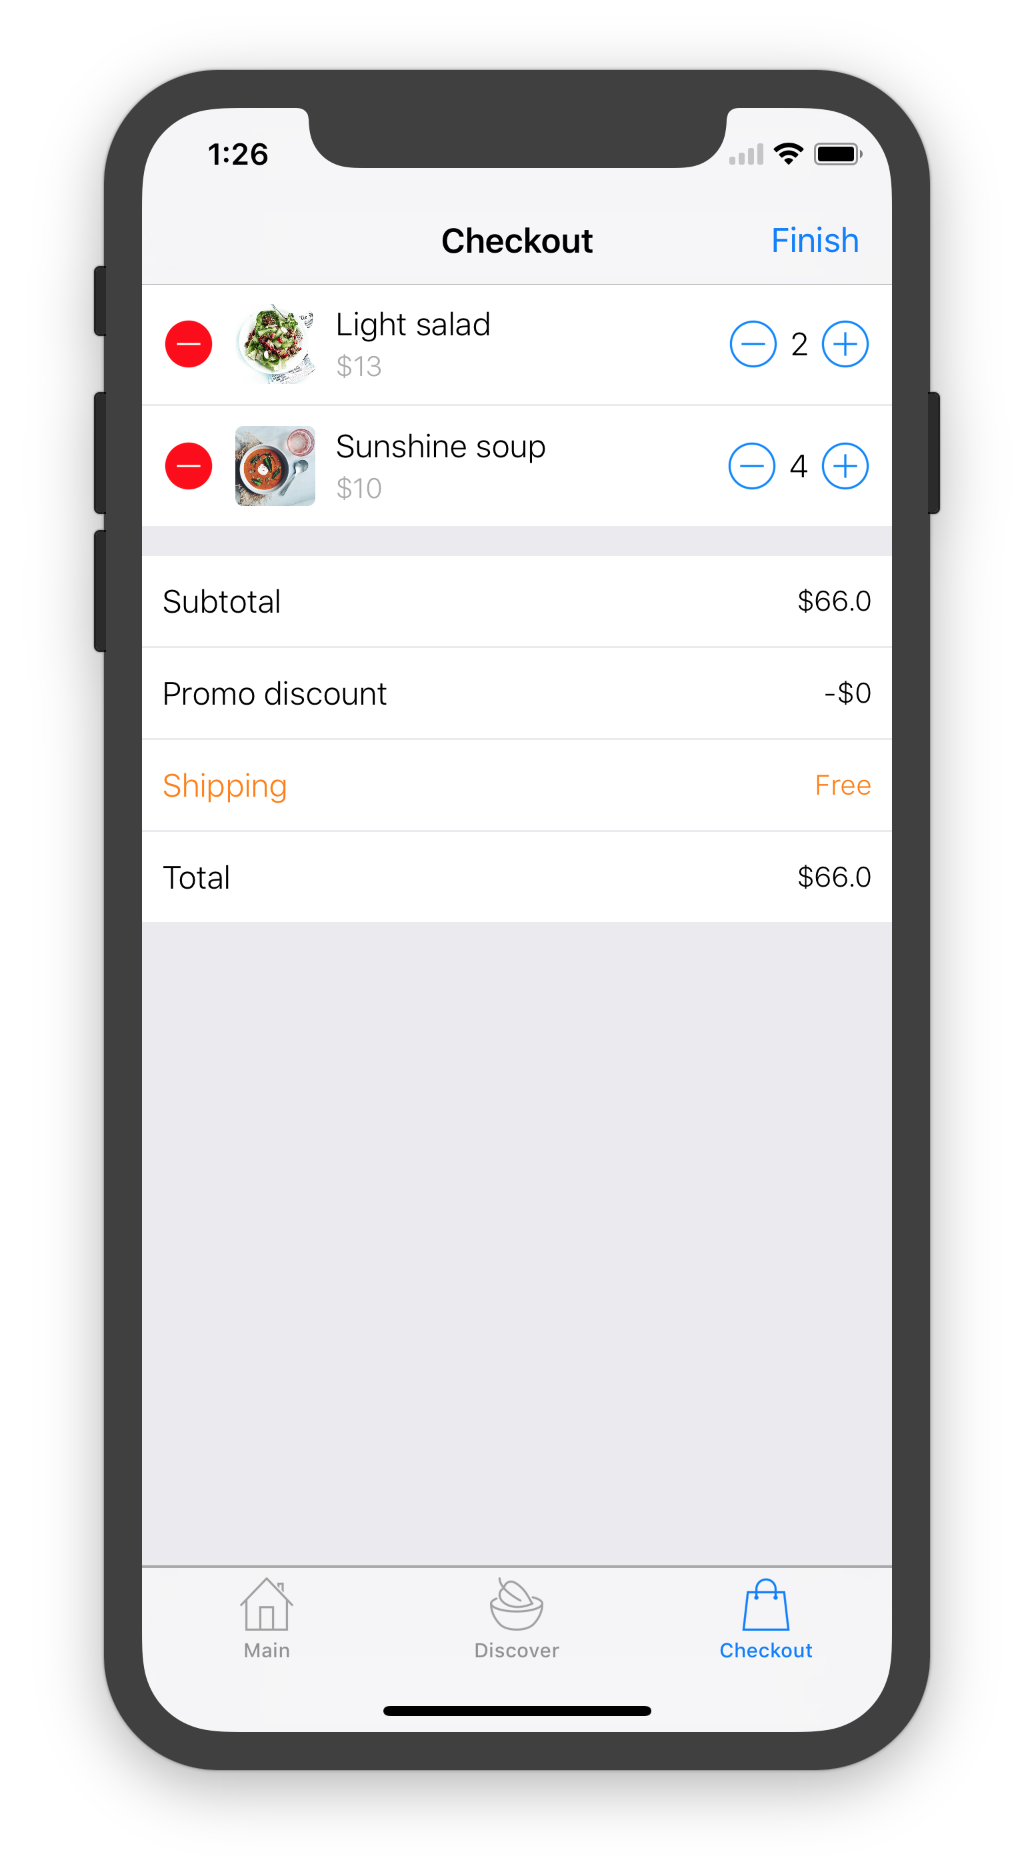 1:26
Checkout
Finish
Light salad
$13
2
Sunshine soup
$10
4
Subtotal
$66.0
Promo discount
-$0
Shipping
Free
Total
$66.0
Main
Discover
Checkout